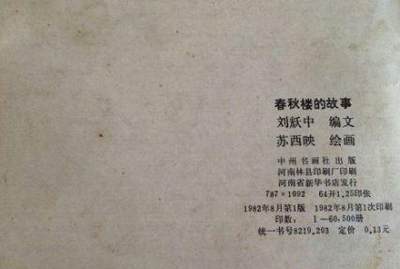 春秋楼的故事
刘效中 编文
苏西映 绘画
中州书画社出版
河南林县印刷厂印刷
河南省新华书店发行
787×1092 64开1.25印张
1982年8月第1版 1982年8月第1次印刷
印数：1—60,500册
统一书号8219.293 定价 0.13元